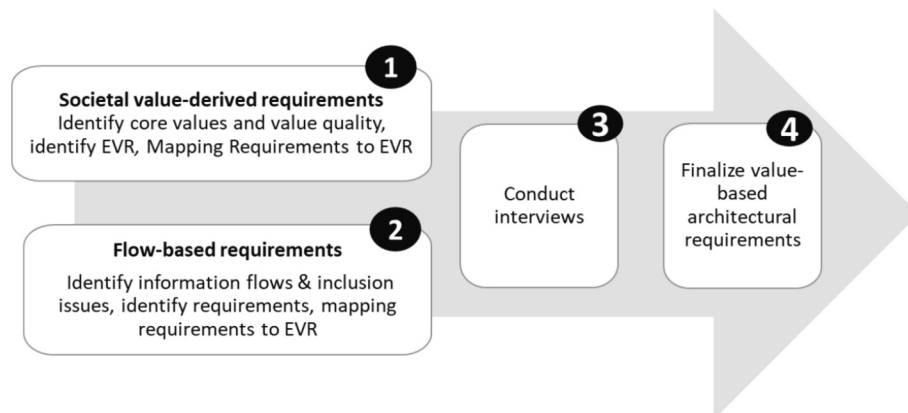 1
Societal value-derived requirements
Identify core values and value quality,
identify EVR, Mapping Requirements to EVR
2
Flow-based requirements
Identify information flows & inclusion
issues, identify requirements, mapping
requirements to EVR
3
Conduct
interviews
4
Finalize value-
based
architectural
requirements